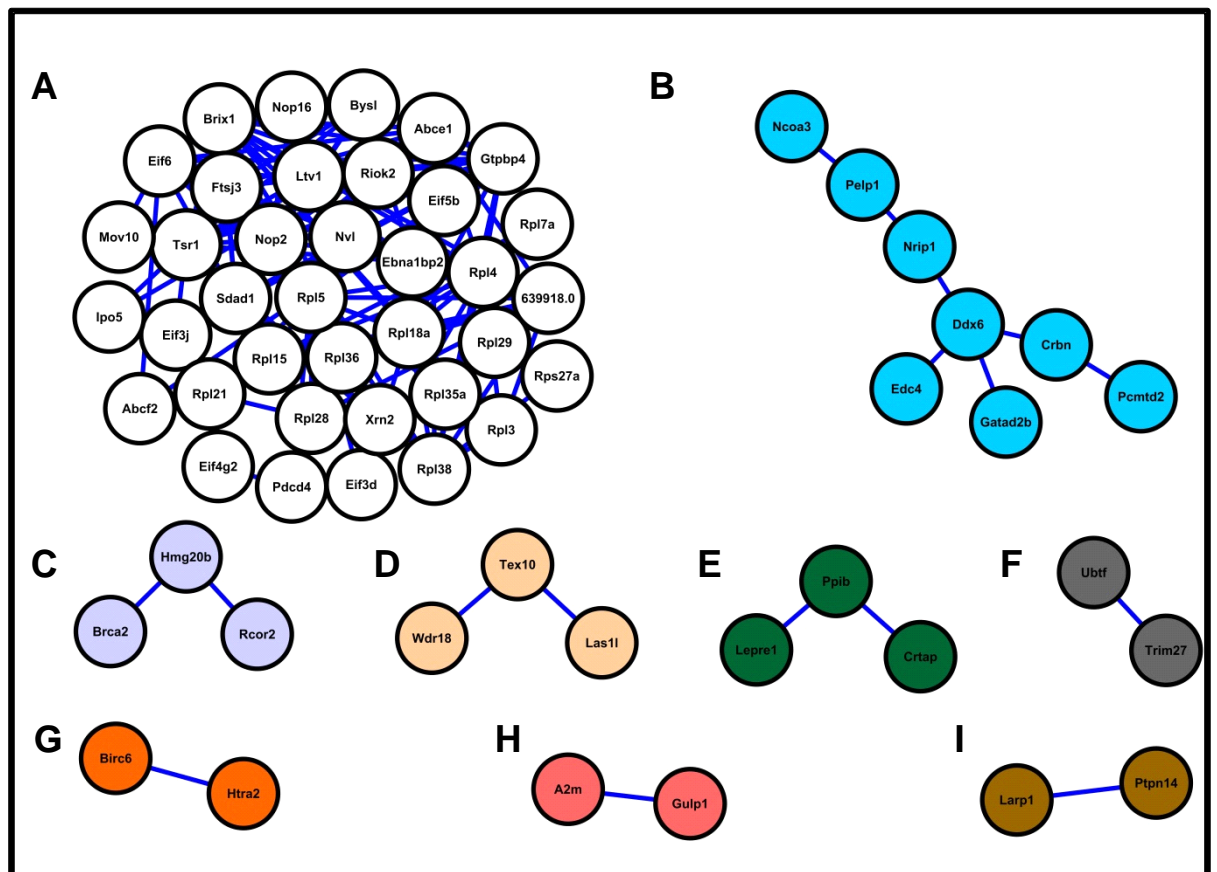 A
B
Nop16
Bysl
Brix1
Abce1
Ncoa3
Eif6
Gtpbp4
Ftsj3
Ltv1
Riok2
Pelp1
Eif5b
Mov10
Tsr1
Nop2
Nvl
Rpl7a
Nrip1
Ebna1bp2
Rpl4
Ipo5
Sdad1
Rpl5
639918.0
Eif3j
Rpl18a
Rpl29
Ddx6
Crbn
Rpl15
Rpl36
Rps27a
Abcf2
Rpl21
Rpl35a
Edc4
Pcmtd2
Rpl28
Xrn2
Rpl3
Gatad2b
Eif4g2
Pdcd4
Eif3d
Rpl38
C
D
E
F
Hmg20b
Tex10
Ppib
Ubtf
Brca2
Rcor2
Wdr18
Las1l
Lepre1
Crtap
Trim27
G
H
I
Birc6
Htra2
A2m
Gulp1
Larp1
Ptpn14